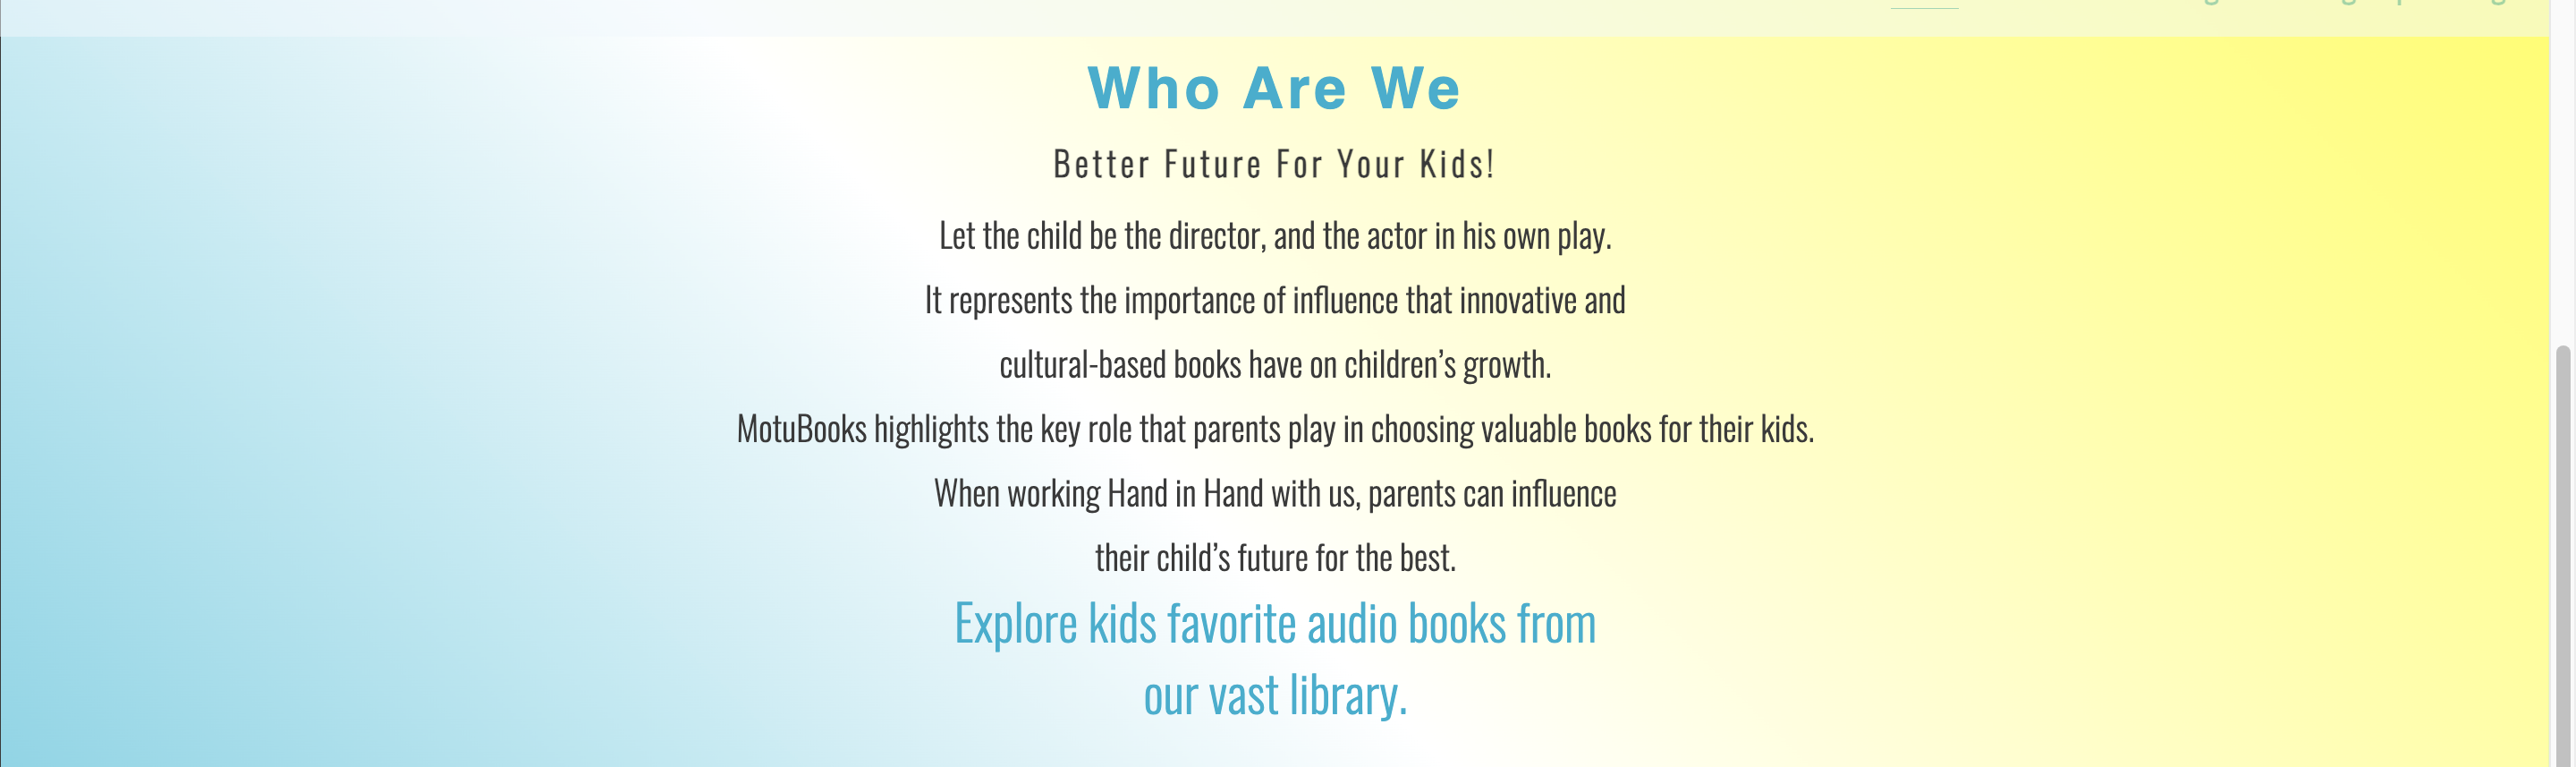 Who Are We
Better Future For Your Kids!
Let the child be the director, and the actor in his own play.
It represents the importance of influence that innovative and
cultural-based books have on children’s growth.
MotuBooks highlights the key role that parents play in choosing valuable books for their kids.
When working Hand in Hand with us, parents can influence
their child’s future for the best.
Explore kids favorite audio books from
our vast library.